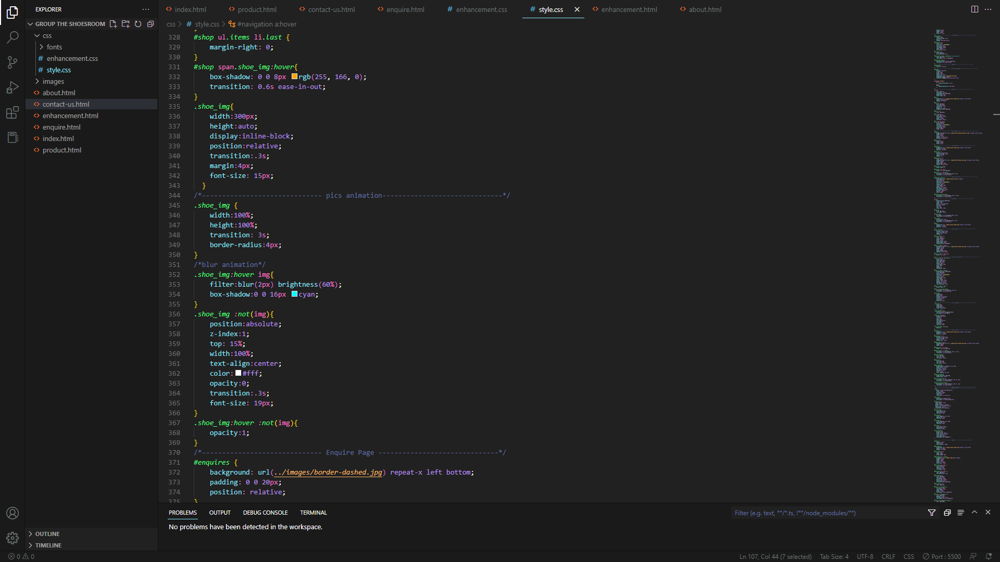 EXPLORER
GROUP THE SHOESROOM
css
fonts
enhancement.css
style.css
images
about.html
contact-us.html
enhancement.html
enquire.html
index.html
product.html
OUTLINE
TIMELINE
index.html product.html contact-us.html enquire.html enhancement.css style.css enhancement.html about.html
css > style.css > #navigation a:hover
328 #shop ul.items li.last {
329 margin-right: 0;
330 }
331 #shop span.shoe_img:hover{
332 box-shadow: 0 0 8px rgb(255, 166, 0);
333 transition: 0.6s ease-in-out;
334 }
335 .shoe_img{
336 width:300px;
337 height:auto;
338 display:inline-block;
339 position:relative;
340 transition:.3s;
341 margin:4px;
342 font-size: 15px;
343 }
344 /*------------------------------ pics animation------------------------------*/
345 .shoe_img {
346 width:100%;
347 height:100%;
348 transition: 3s;
349 border-radius:4px;
350 }
351 /*blur animation*/
352 .shoe_img:hover img{
353 filter:blur(2px) brightness(60%);
354 box-shadow:0 0 16px cyan;
355 }
356 .shoe_img :not(img){
357 position:absolute;
358 z-index:1;
359 top: 15%;
360 width:100%;
361 text-align:center;
362 color:#fff;
363 opacity:0;
364 transition:.3s;
365 font-size: 19px;
366 }
367 .shoe_img:hover :not(img){
368 opacity:1;
369 }
370 /*------------------------------ Enquire Page ------------------------------*/
371 #enquires {
372 background: url(../images/border-dashed.jpg) repeat-x left bottom;
373 padding: 0 0 20px;
374 position: relative;
375 }
PROBLEMS OUTPUT DEBUG CONSOLE TERMINAL
Filter (e.g. text, **/*.ts, !**/node_modules/**)
No problems have been detected in the workspace.
0 0
Ln 107, Col 44 (7 selected) Tab Size: 4 UTF-8 CRLF CSS Port : 5500